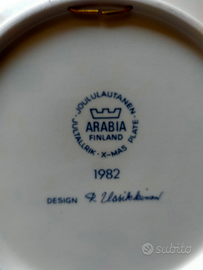 JOULULAUTANEN · X-MAS PLATE · JULTALLRIK ·
ARABIA
FINLAND
1982
DESIGN
subito